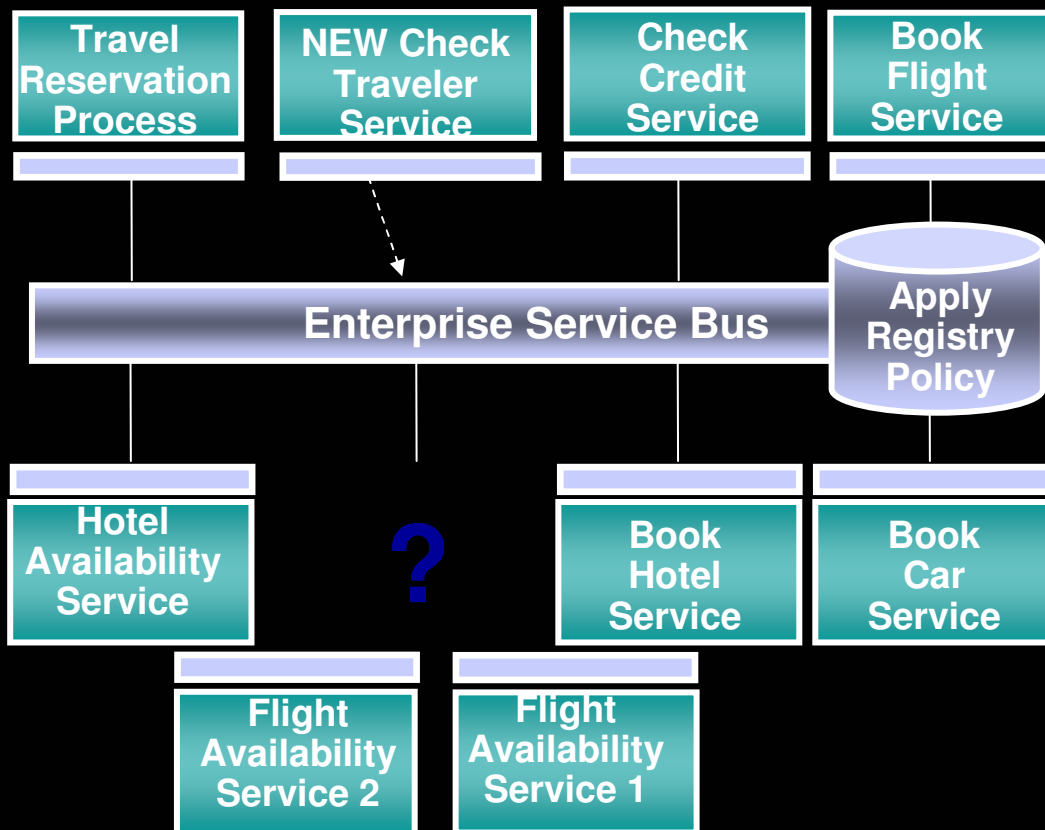 Travel
Reservation
Process
NEW Check
Traveler
Service
Check
Credit
Service
Book
Flight
Service
Enterprise Service Bus
Apply
Registry
Policy
Hotel
Availability
Service
?
Book
Hotel
Service
Book
Car
Service
Flight
Availability
Service 2
Flight
Availability
Service 1